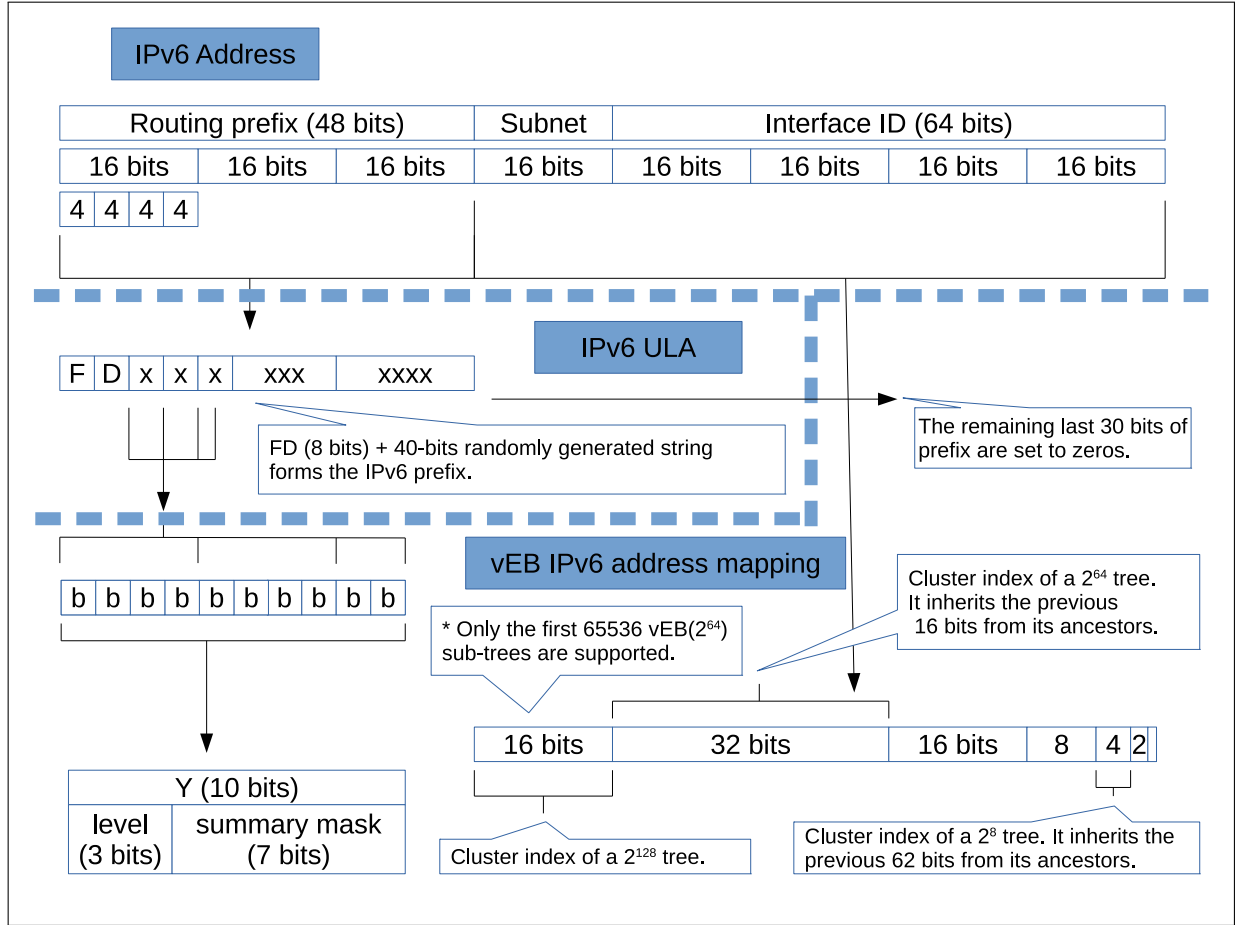 IPv6 Address
Routing prefix (48 bits) Subnet Interface ID (64 bits)
16 bits 16 bits 16 bits 16 bits 16 bits 16 bits 16 bits 16 bits
4 4 4 4
IPv6 ULA
F D x x x xxx xxxx
The remaining last 30 bits of
prefix are set to zeros.
FD (8 bits) + 40-bits randomly generated string
forms the IPv6 prefix.
vEB IPv6 address mapping
b b b b b b b b b b
Cluster index of a 2⁶⁴ tree.
It inherits the previous
16 bits from its ancestors.
* Only the first 65536 vEB(2⁶⁴)
sub-trees are supported.
16 bits 32 bits 16 bits 8 4 2
Y (10 bits)
level
(3 bits)
summary mask
(7 bits)
Cluster index of a 2¹²⁸ tree.
Cluster index of a 2⁸ tree. It inherits the
previous 62 bits from its ancestors.